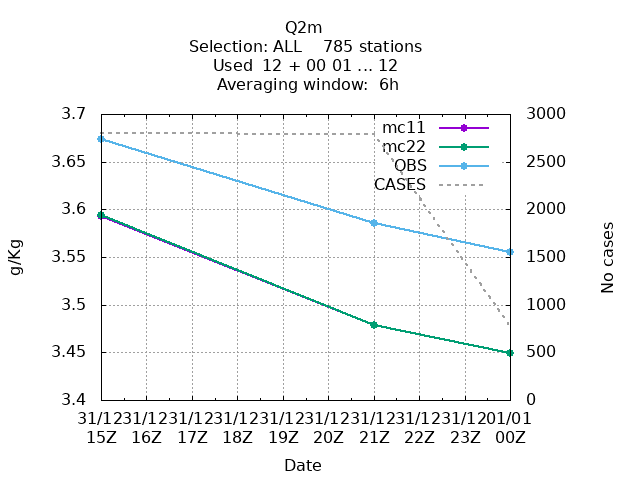 Q2m
Selection: ALL    785 stations
Used  12 + 00 01 ... 12
Averaging window:  6h
3.7
3.65
3.6
3.55
3.5
3.45
3.4
g/Kg
3000
2500
2000
1500
1000
500
0
No cases
mc11
mc22
OBS
CASES
31/12 31/12 31/12 31/12 31/12 31/12 31/12 31/12 31/12 01/01
15Z 16Z 17Z 18Z 19Z 20Z 21Z 22Z 23Z 00Z
Date